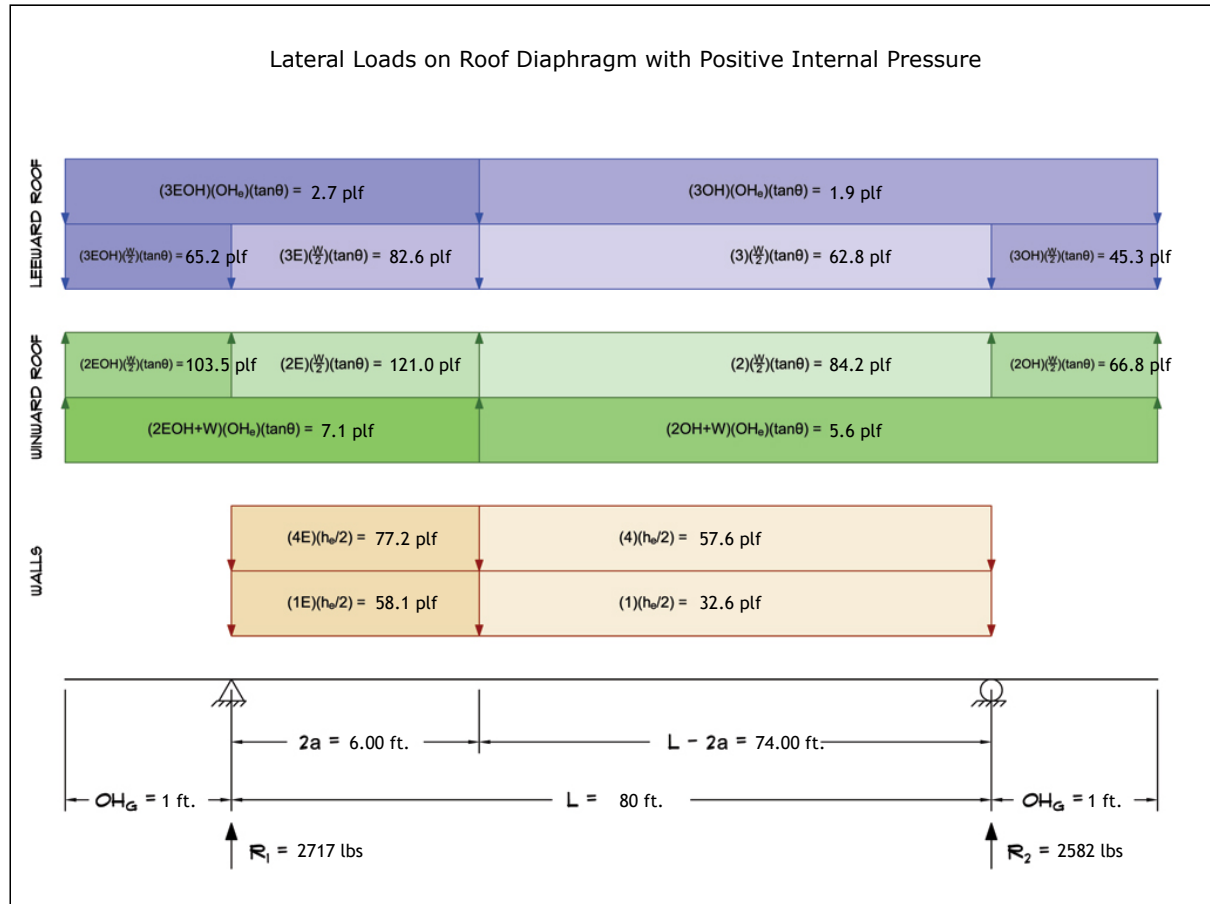 Lateral Loads on Roof Diaphragm with Positive Internal Pressure
LEEWARD ROOF
(3EOH)(OHₑ)(tanθ) = 2.7 plf
(3OH)(OHₑ)(tanθ) = 1.9 plf
(3EOH)(W/2)(tanθ) = 65.2 plf
(3E)(W/2)(tanθ) = 82.6 plf
(3)(W/2)(tanθ) = 62.8 plf
(3OH)(W/2)(tanθ) = 45.3 plf
WINWARD ROOF
(2EOH)(W/2)(tanθ) = 103.5 plf
(2E)(W/2)(tanθ) = 121.0 plf
(2)(W/2)(tanθ) = 84.2 plf
(2OH)(W/2)(tanθ) = 66.8 plf
(2EOH+W)(OHₑ)(tanθ) = 7.1 plf
(2OH+W)(OHₑ)(tanθ) = 5.6 plf
WALLS
(4E)(hₑ/2) = 77.2 plf
(4)(hₑ/2) = 57.6 plf
(1E)(hₑ/2) = 58.1 plf
(1)(hₑ/2) = 32.6 plf
2a = 6.00 ft.
L - 2a = 74.00 ft.
OH_G = 1 ft.
L = 80 ft.
OH_G = 1 ft.
R₁ = 2717 lbs
R₂ = 2582 lbs